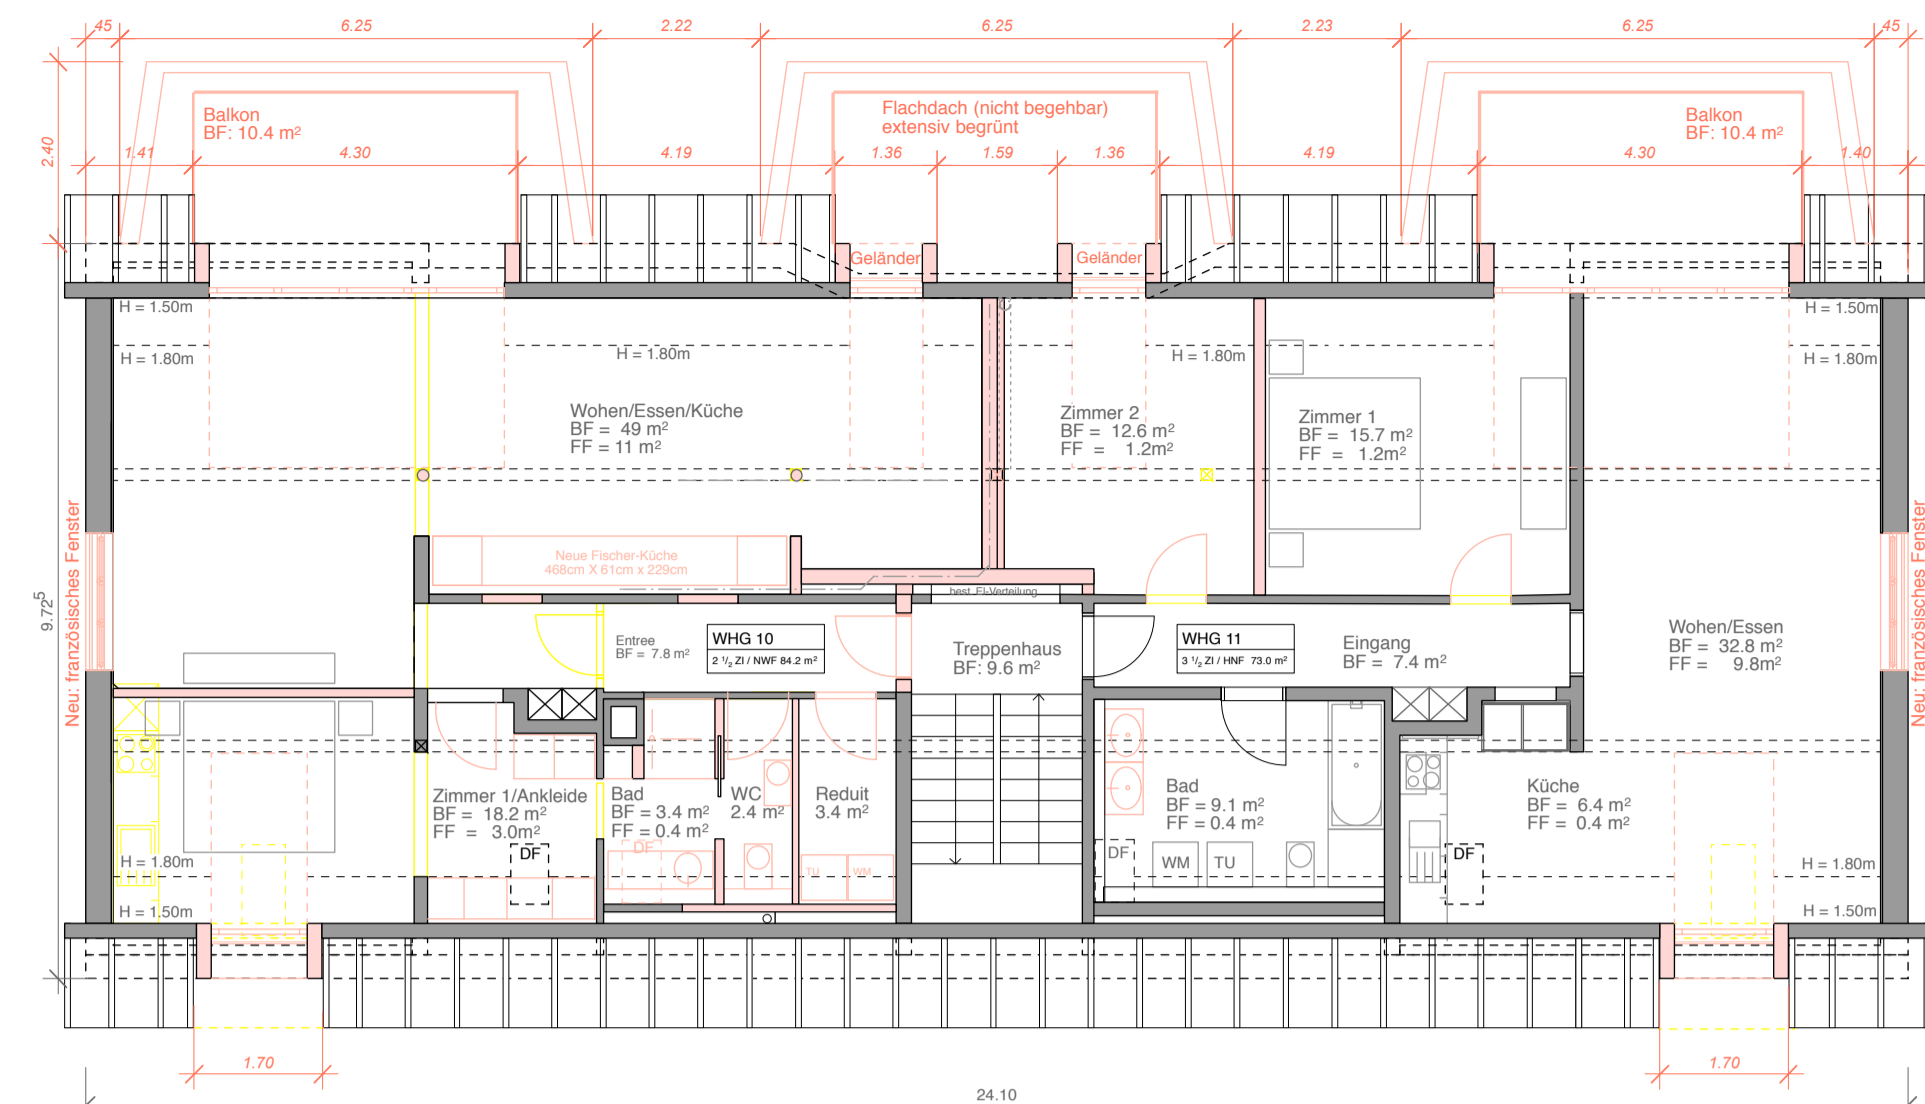 45
6.25
2.22
6.25
2.23
6.25
45
Balkon
BF: 10.4 m²
Flachdach (nicht begehbar)
extensiv begrünt
Balkon
BF: 10.4 m²
2.40
1.41
4.30
4.19
1.36
1.59
1.36
4.19
4.30
1.40
Geländer
Geländer
H = 1.50m
H = 1.50m
H = 1.80m
H = 1.80m
H = 1.80m
H = 1.80m
Wohen/Essen/Küche
BF = 49 m²
FF = 11 m²
Zimmer 2
BF = 12.6 m²
FF = 1.2m²
Zimmer 1
BF = 15.7 m²
FF = 1.2m²
Neu: französisches Fenster
Neu: französisches Fenster
9.72⁵
Neue Fischer-Küche
468cm X 61cm x 229cm
best. El-Verteilung
Entree
BF = 7.8 m²
WHG 10
2 ½ ZI / NWF 84.2 m²
Treppenhaus
BF: 9.6 m²
WHG 11
3 ½ ZI / HNF 73.0 m²
Eingang
BF = 7.4 m²
Wohen/Essen
BF = 32.8 m²
FF = 9.8m²
Zimmer 1/Ankleide
BF = 18.2 m²
FF = 3.0m²
DF
Bad
BF = 3.4 m²
FF = 0.4 m²
DF
WC
2.4 m²
Reduit
3.4 m²
TU
WM
Bad
BF = 9.1 m²
FF = 0.4 m²
DF
WM
TU
Küche
BF = 6.4 m²
FF = 0.4 m²
DF
H = 1.80m
H = 1.80m
H = 1.50m
H = 1.50m
1.70
1.70
24.10